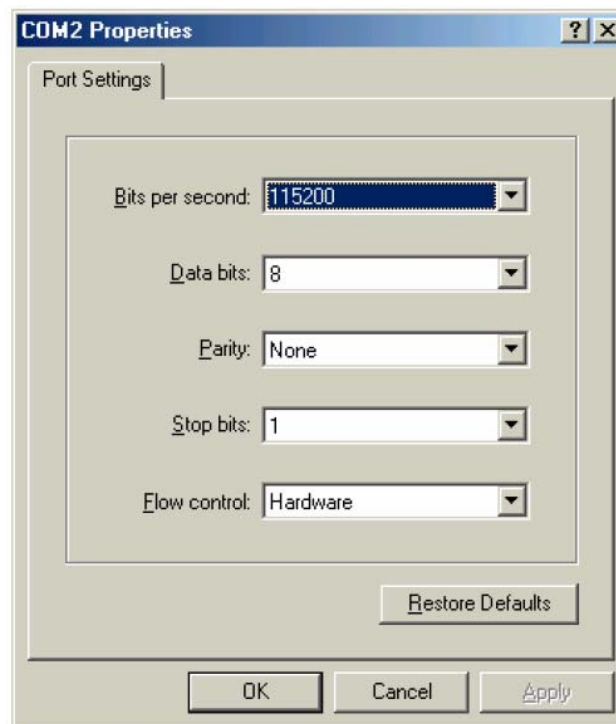 COM2 Properties
Port Settings
Bits per second: 115200
Data bits: 8
Parity: None
Stop bits: 1
Flow control: Hardware
Restore Defaults
OK Cancel Apply